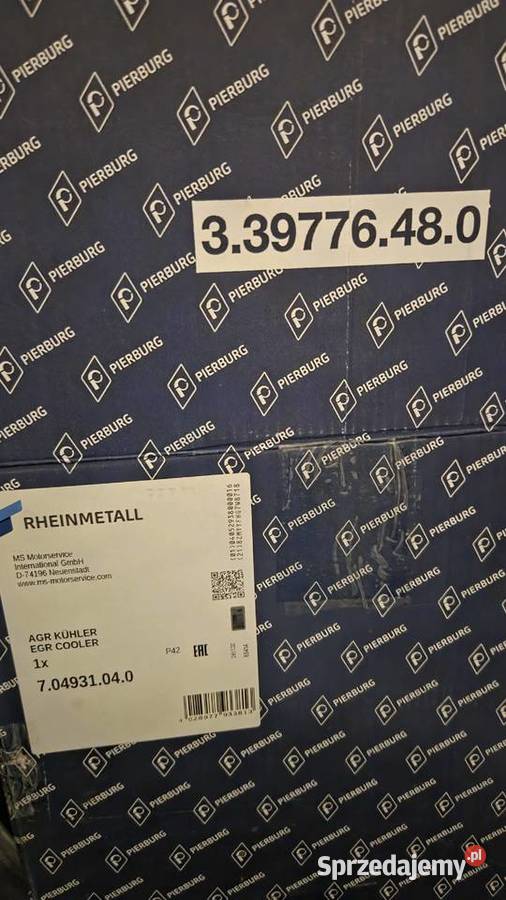 PIERBURG
3.39776.48.0
RHEINMETALL
MS Motorservice
International GmbH
D-74196 Neuenstadt
www.ms-motorservice.com
AGR KÜHLER
EGR COOLER
1x
P42 EAC
7.04931.04.0
Sprzedajemy.pl